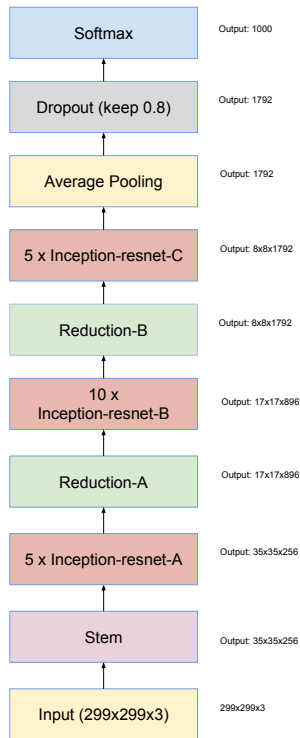 Softmax
Output: 1000
Dropout (keep 0.8)
Output: 1792
Average Pooling
Output: 1792
5 x Inception-resnet-C
Output: 8x8x1792
Reduction-B
Output: 8x8x1792
10 x
Inception-resnet-B
Output: 17x17x896
Reduction-A
Output: 17x17x896
5 x Inception-resnet-A
Output: 35x35x256
Stem
Output: 35x35x256
Input (299x299x3)
299x299x3